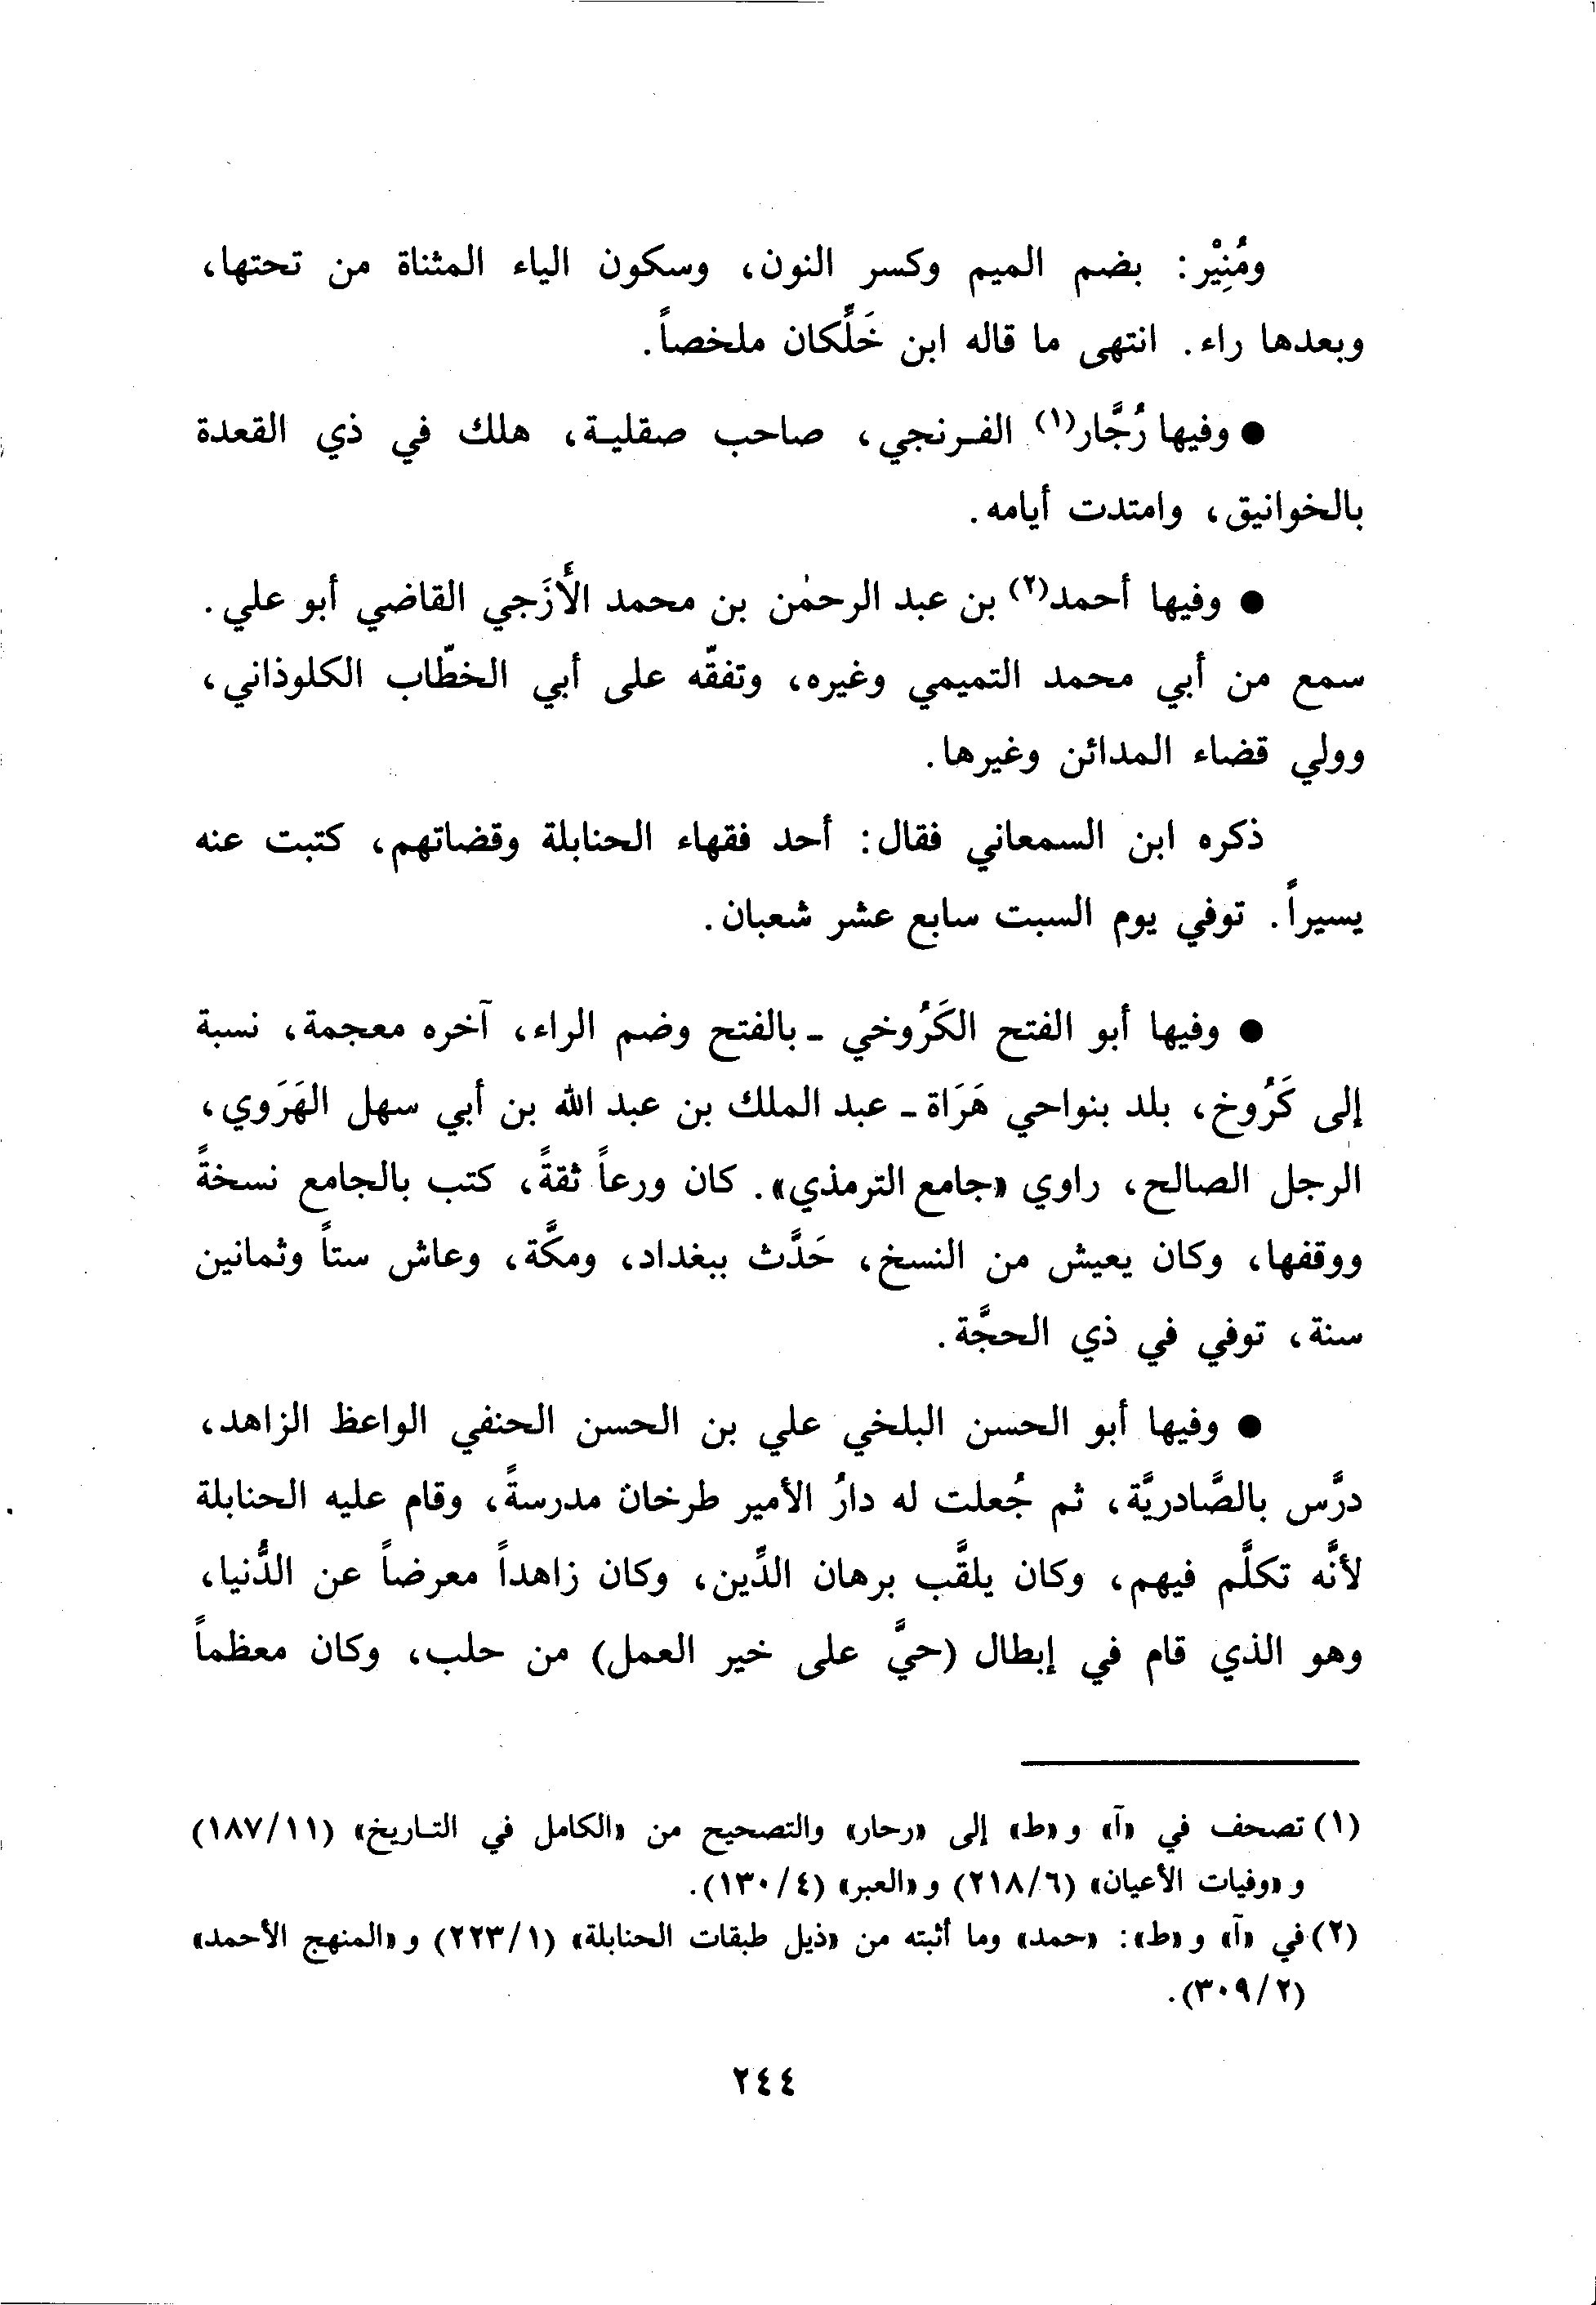 ومُنِيْر: بضم الميم وكسر النون، وسكون الياء المثناة من تحتها،
وبعدها راء. انتهى ما قاله ابن خَلِّكان ملخصاً.
● وفيها رُجَّار(١) الفرنجي، صاحب صقلية، هلك في ذي القعدة
بالخوانيق، وامتدت أيامه.
● وفيها أحمد(٢) بن عبد الرحمٰن بن محمد الأَزَجي القاضي أبو علي.
سمع من أبي محمد التميمي وغيره، وتفقّه على أبي الخطّاب الكلوذاني،
وولي قضاء المدائن وغيرها.
ذكره ابن السمعاني فقال: أحد فقهاء الحنابلة وقضاتهم، كتبت عنه
يسيراً. توفي يوم السبت سابع عشر شعبان.
● وفيها أبو الفتح الكَرُوخي - بالفتح وضم الراء، آخره معجمة، نسبة
إلى كَرُوخ، بلد بنواحي هَرَاة - عبد الملك بن عبد الله بن أبي سهل الهَرَوي،
الرجل الصالح، راوي «جامع الترمذي». كان ورعاً ثقةً، كتب بالجامع نسخةً
ووقفها، وكان يعيش من النسخ، حَدَّث ببغداد، ومكَّة، وعاش ستاً وثمانين
سنة، توفي في ذي الحجَّة.
● وفيها أبو الحسن البلخي علي بن الحسن الحنفي الواعظ الزاهد،
درَّس بالصَّادريَّة، ثم جُعلت له دارُ الأمير طرخان مدرسةً، وقام عليه الحنابلة
لأنَّه تكلَّم فيهم، وكان يلقَّب برهان الدِّين، وكان زاهداً معرضاً عن الدُّنيا،
وهو الذي قام في إبطال (حيَّ على خير العمل) من حلب، وكان معظماً
(١) تصحف في «آ» و «ط» إلى «رحار» والتصحيح من «الكامل في التاريخ» (١٨٧/١١)
و «وفيات الأعيان» (٢١٨/٦) و «العبر» (١٣٠/٤).
(٢) في «آ» و «ط»: «حمد» وما أثبته من «ذيل طبقات الحنابلة» (٢٢٣/١) و «المنهج الأحمد»
(٣٠٩/٢).
٢٤٤